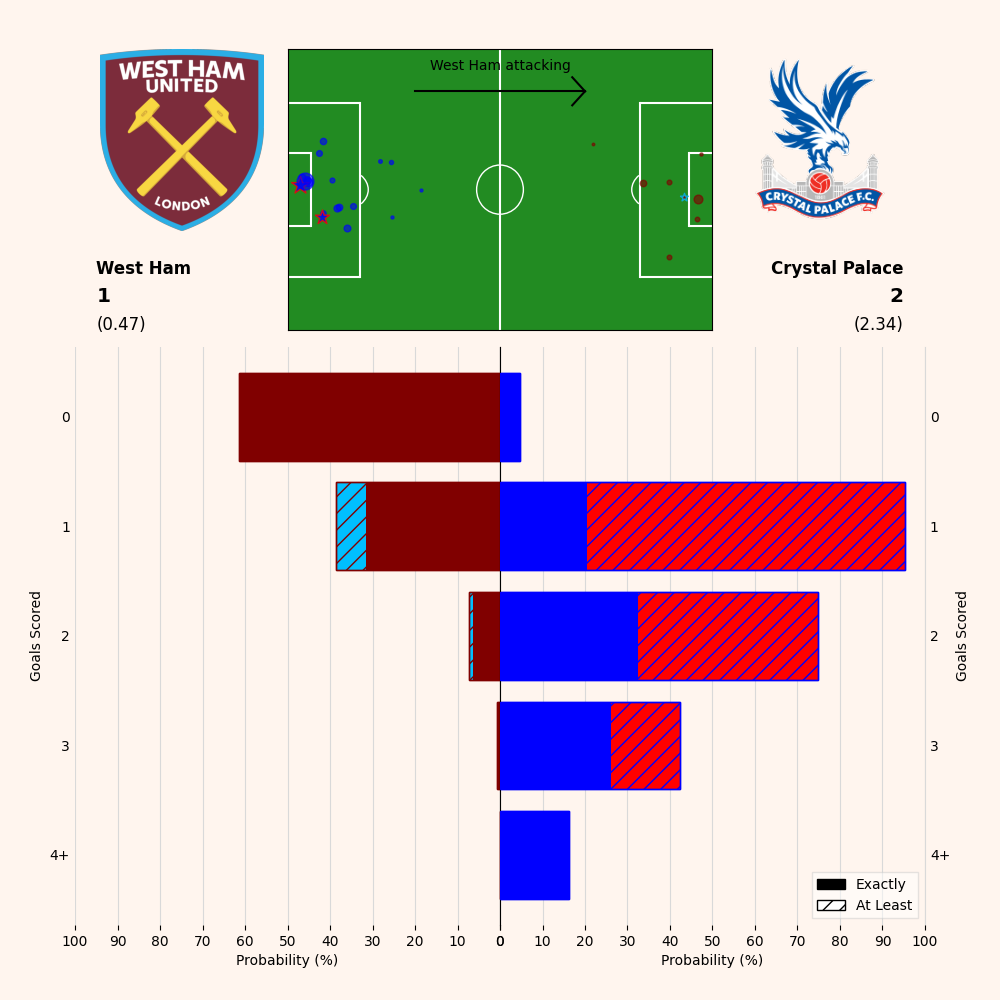 WEST HAM
UNITED
LONDON
West Ham attacking
CRYSTAL PALACE F.C.
West Ham
1
(0.47)
Crystal Palace
2
(2.34)
0
0
1
1
2
2
3
3
4+
4+
Goals Scored
Goals Scored
Exactly
At Least
100 90 80 70 60 50 40 30 20 10 0
0 10 20 30 40 50 60 70 80 90 100
Probability (%)
Probability (%)